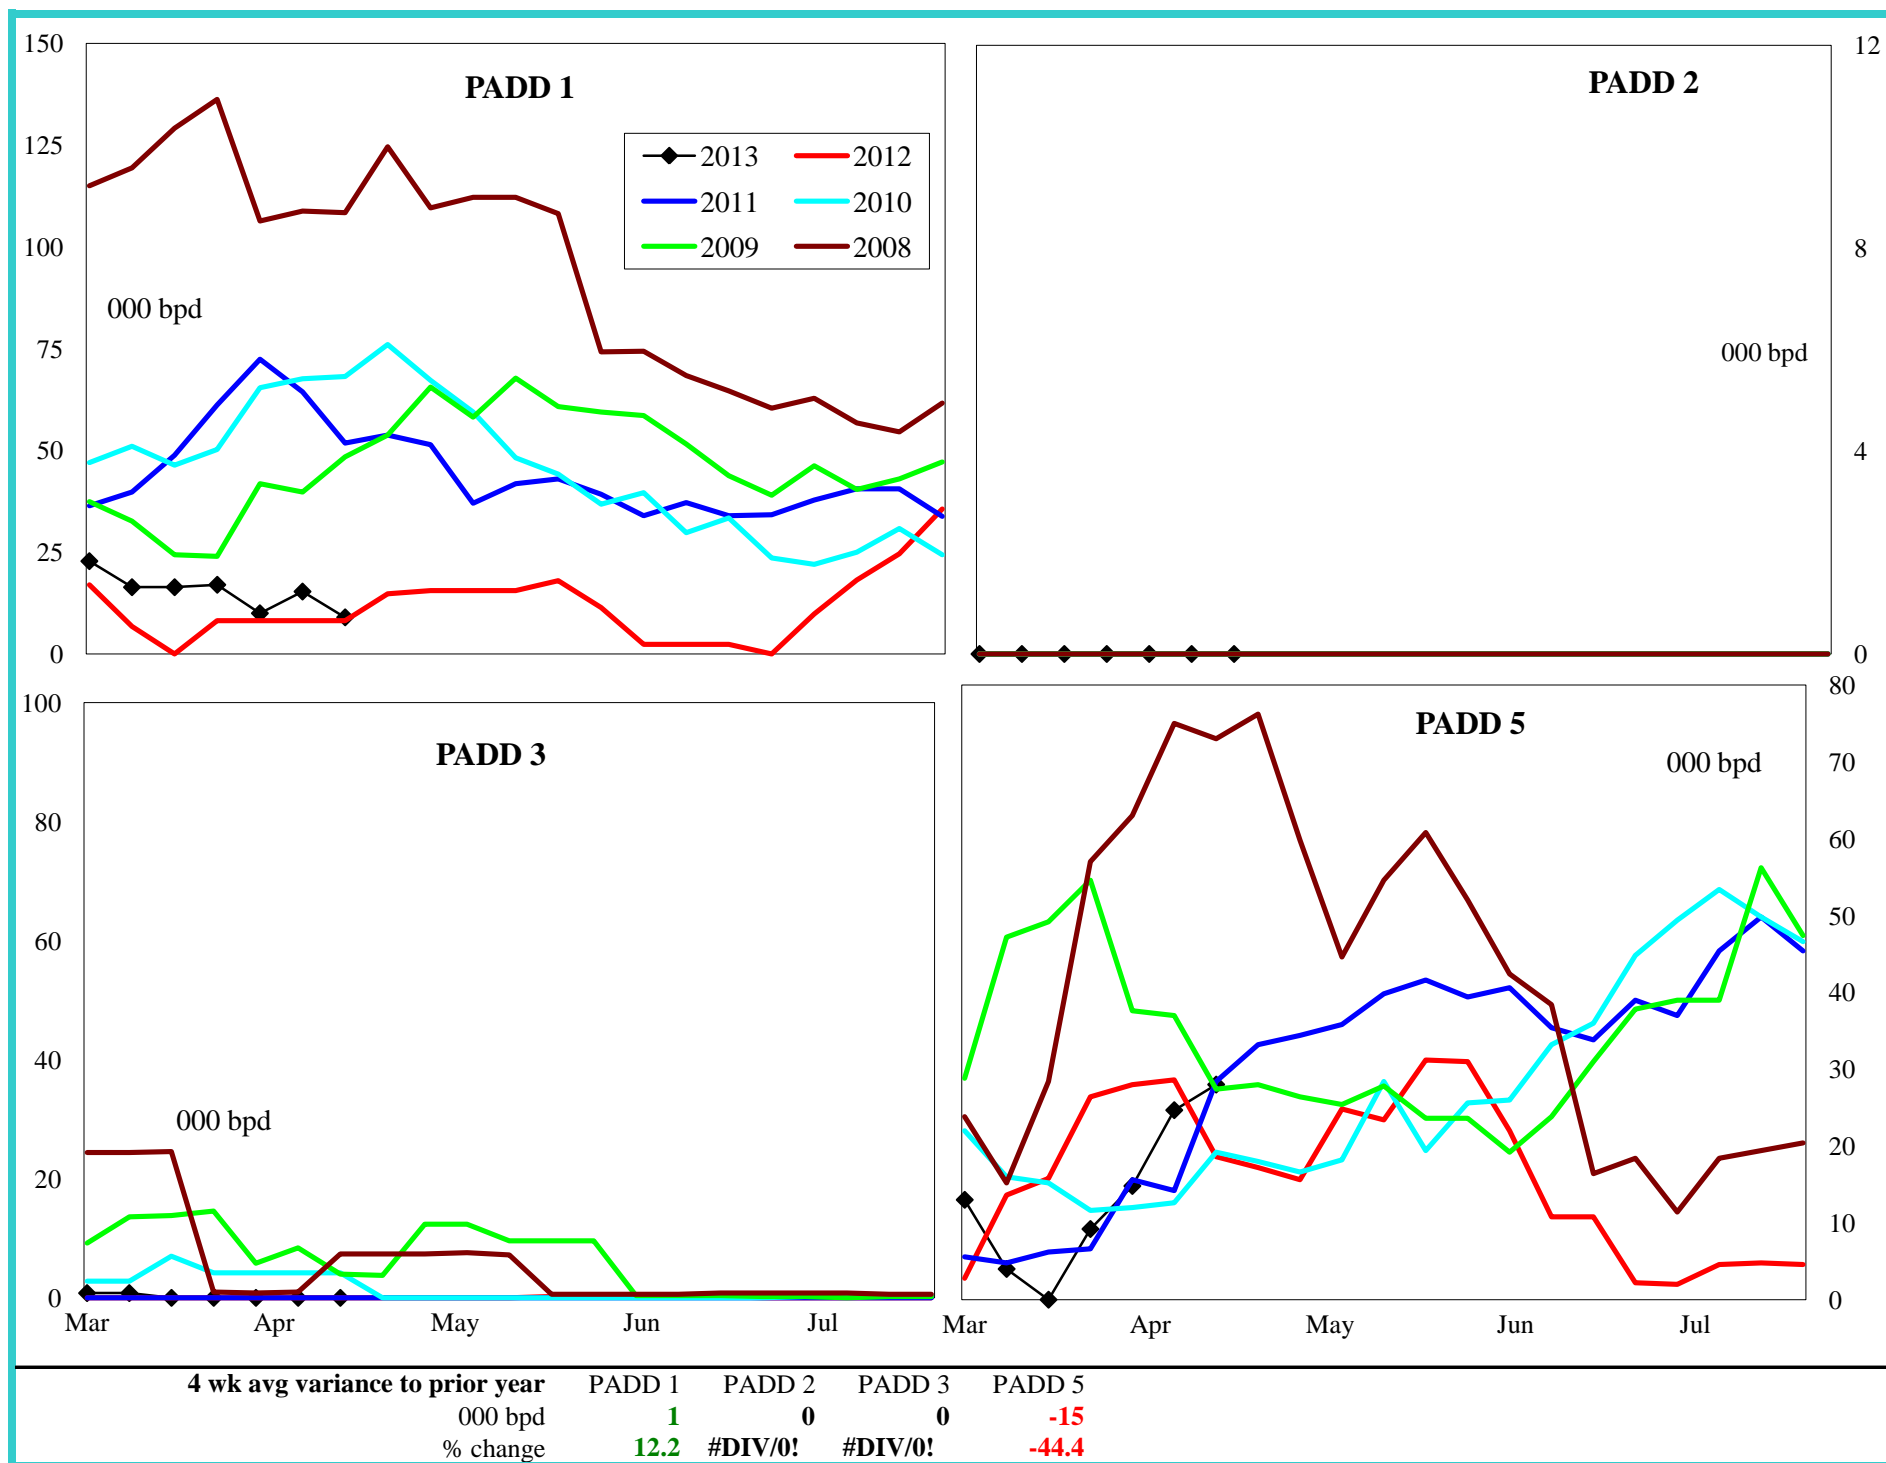 150
125
100
75
50
25
0
PADD 1
000 bpd
2013 2012
2011 2010
2009 2008
PADD 2
000 bpd
12
8
4
0
100
80
60
40
20
0
PADD 3
000 bpd
Mar Apr May Jun Jul
PADD 5
000 bpd
80
70
60
50
40
30
20
10
0
Mar Apr May Jun Jul
4 wk avg variance to prior year PADD 1 PADD 2 PADD 3 PADD 5
000 bpd 1 0 0 -15
% change 12.2 #DIV/0! #DIV/0! -44.4